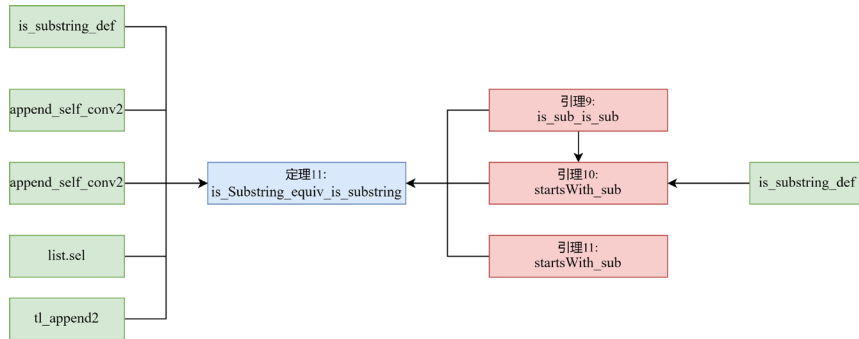 is_substring_def
append_self_conv2
append_self_conv2
list.sel
tl_append2
定理11:
is_Substring_equiv_is_substring
引理9:
is_sub_is_sub
引理10:
startsWith_sub
引理11:
startsWith_sub
is_substring_def